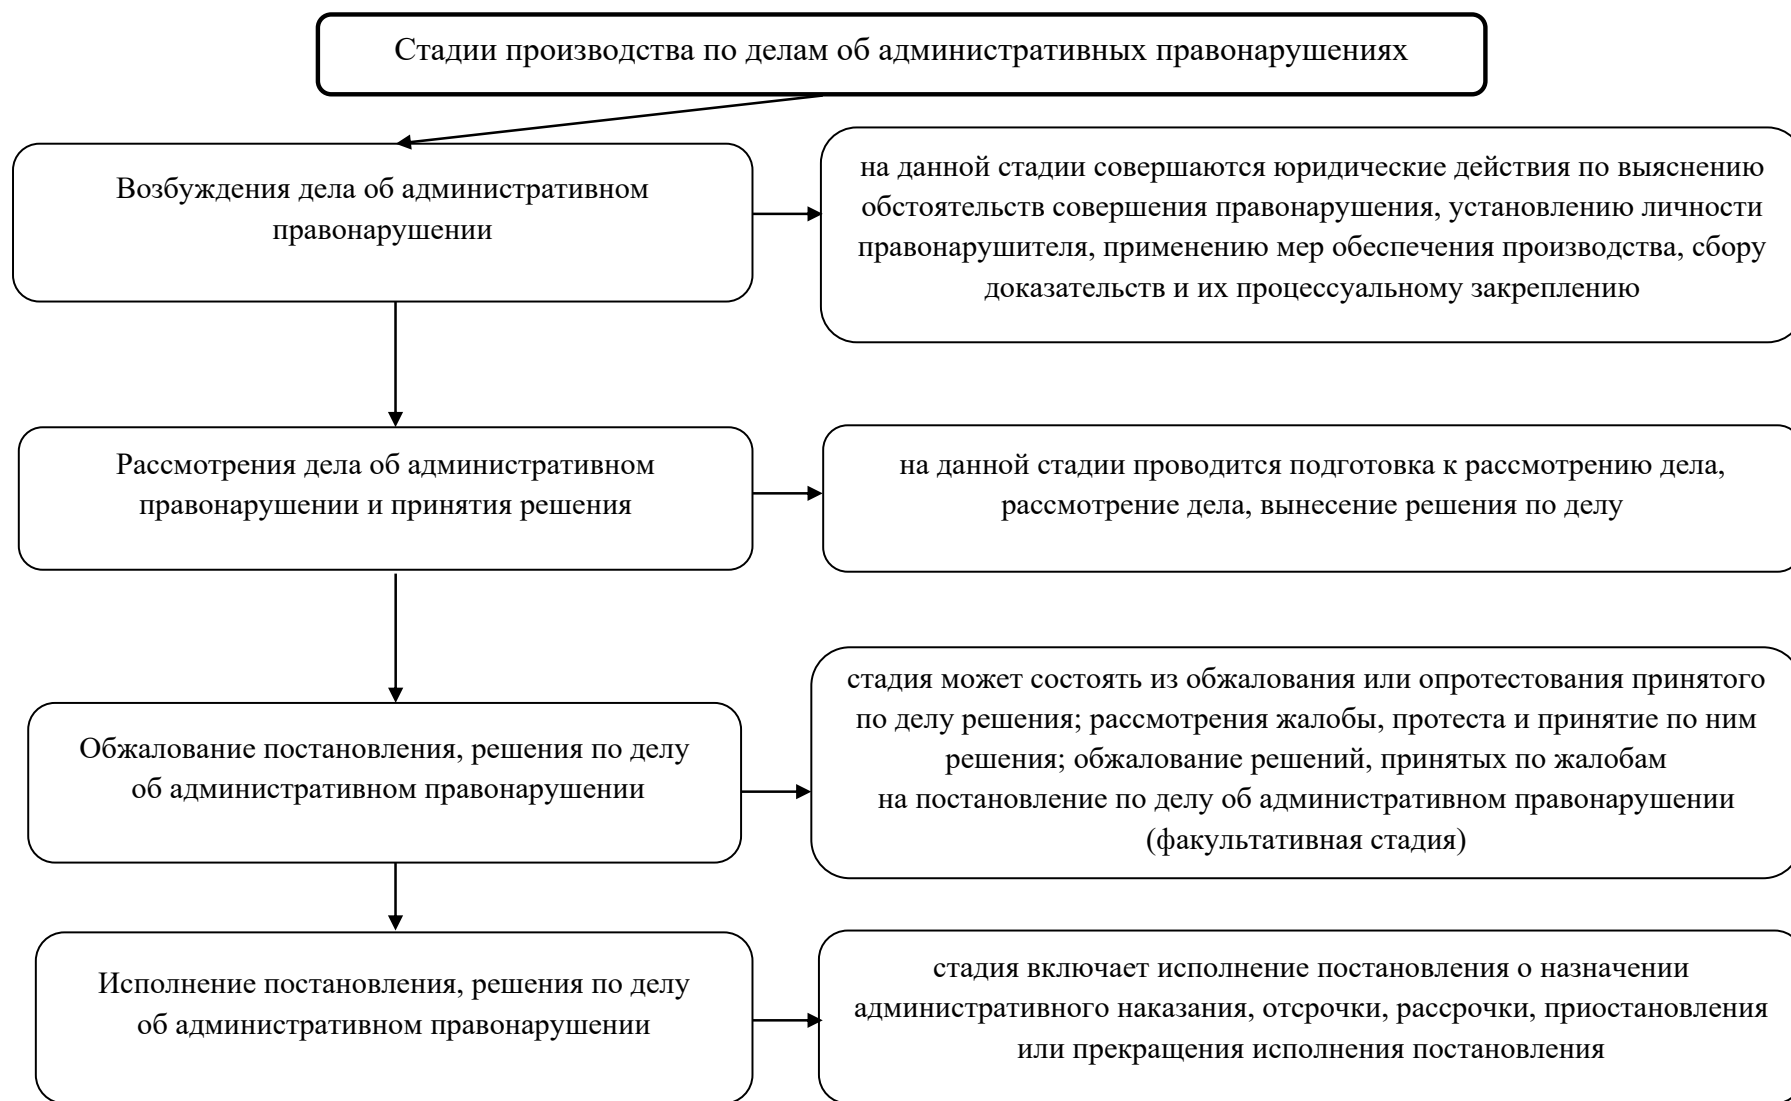 Стадии производства по делам об административных правонарушениях
Возбуждения дела об административном
правонарушении
на данной стадии совершаются юридические действия по выяснению
обстоятельств совершения правонарушения, установлению личности
правонарушителя, применению мер обеспечения производства, сбору
доказательств и их процессуальному закреплению
Рассмотрения дела об административном
правонарушении и принятия решения
на данной стадии проводится подготовка к рассмотрению дела,
рассмотрение дела, вынесение решения по делу
Обжалование постановления, решения по делу
об административном правонарушении
стадия может состоять из обжалования или опротестования принятого
по делу решения; рассмотрения жалобы, протеста и принятие по ним
решения; обжалование решений, принятых по жалобам
на постановление по делу об административном правонарушении
(факультативная стадия)
Исполнение постановления, решения по делу
об административном правонарушении
стадия включает исполнение постановления о назначении
административного наказания, отсрочки, рассрочки, приостановления
или прекращения исполнения постановления